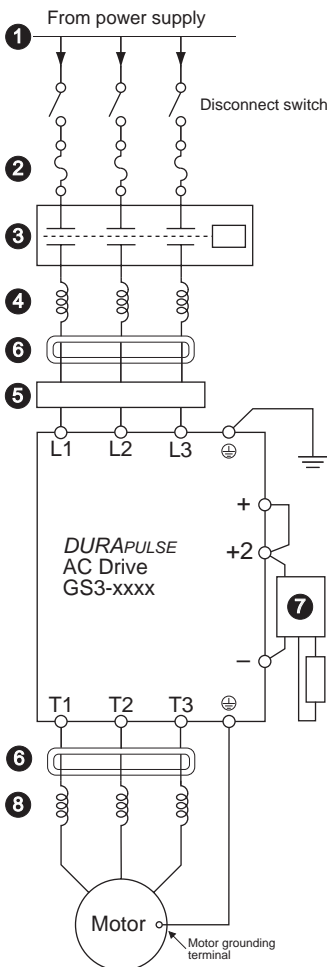 From power supply
1
Disconnect switch
2
3
4
6
5
L1 L2 L3
+
+2
DURAPULSE
AC Drive
GS3-xxxx
7
–
T1 T2 T3
6
8
Motor
Motor grounding
terminal